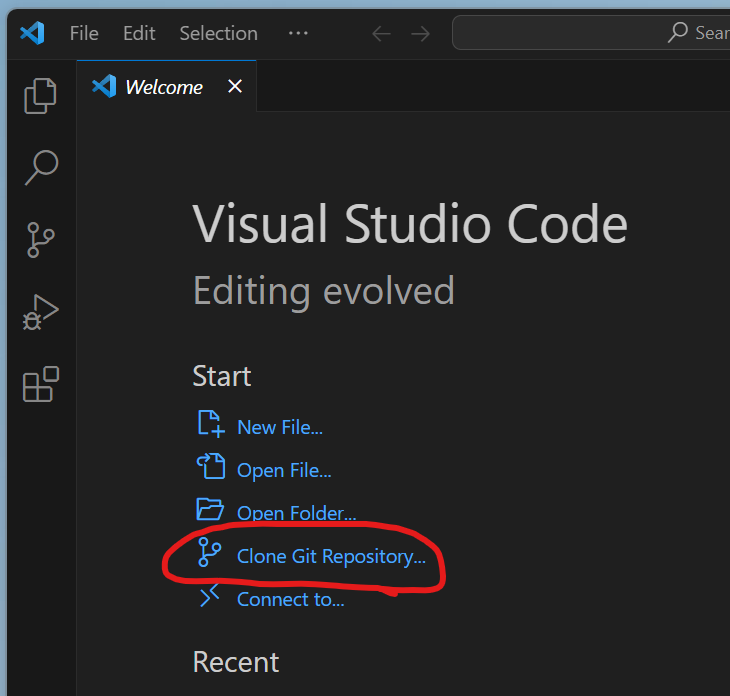 File Edit Selection ... Sear
Welcome
Visual Studio Code
Editing evolved
Start
New File...
Open File...
Open Folder...
Clone Git Repository...
Connect to...
Recent